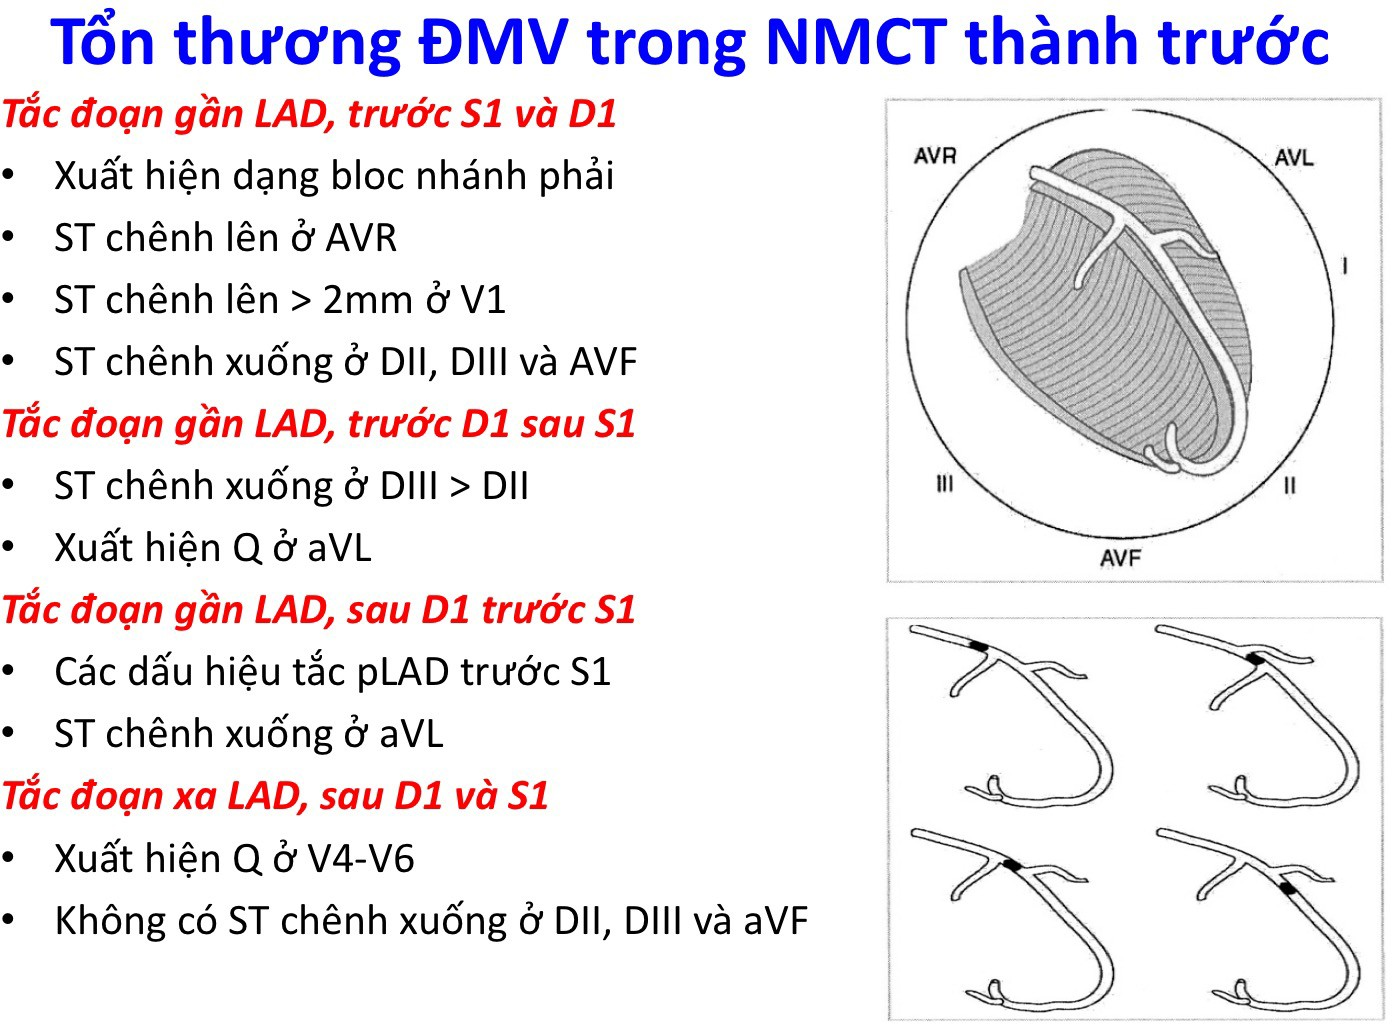 Tổn thương ĐMV trong NMCT thành trước
Tắc đoạn gần LAD, trước S1 và D1
• Xuất hiện dạng bloc nhánh phải
• ST chênh lên ở AVR
• ST chênh lên > 2mm ở V1
• ST chênh xuống ở DII, DIII và AVF
Tắc đoạn gần LAD, trước D1 sau S1
• ST chênh xuống ở DIII > DII
• Xuất hiện Q ở aVL
Tắc đoạn gần LAD, sau D1 trước S1
• Các dấu hiệu tắc pLAD trước S1
• ST chênh xuống ở aVL
Tắc đoạn xa LAD, sau D1 và S1
• Xuất hiện Q ở V4-V6
• Không có ST chênh xuống ở DII, DIII và aVF
AVR
AVL
I
III
II
AVF